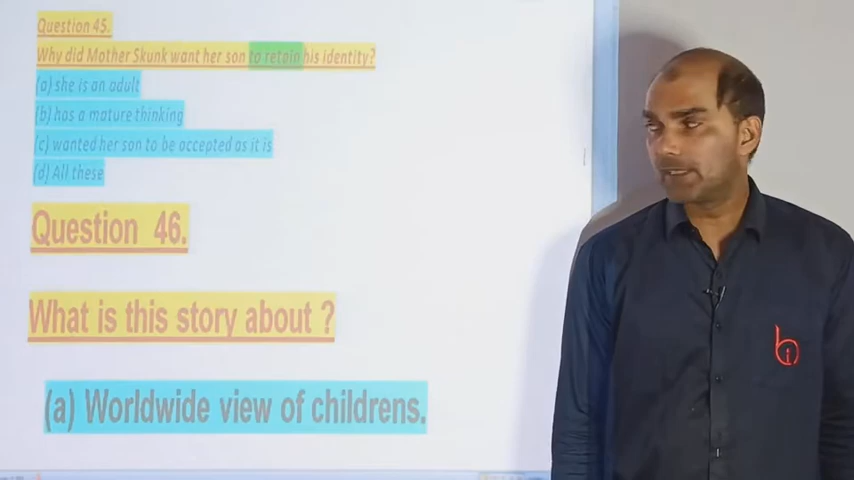 Question 45.
Why did Mother Skunk want her son to retain his identity?
(a) she is an adult
(b) has a mature thinking
(c) wanted her son to be accepted as it is
(d) All these
Question 46.
What is this story about ?
(a) Worldwide view of childrens.